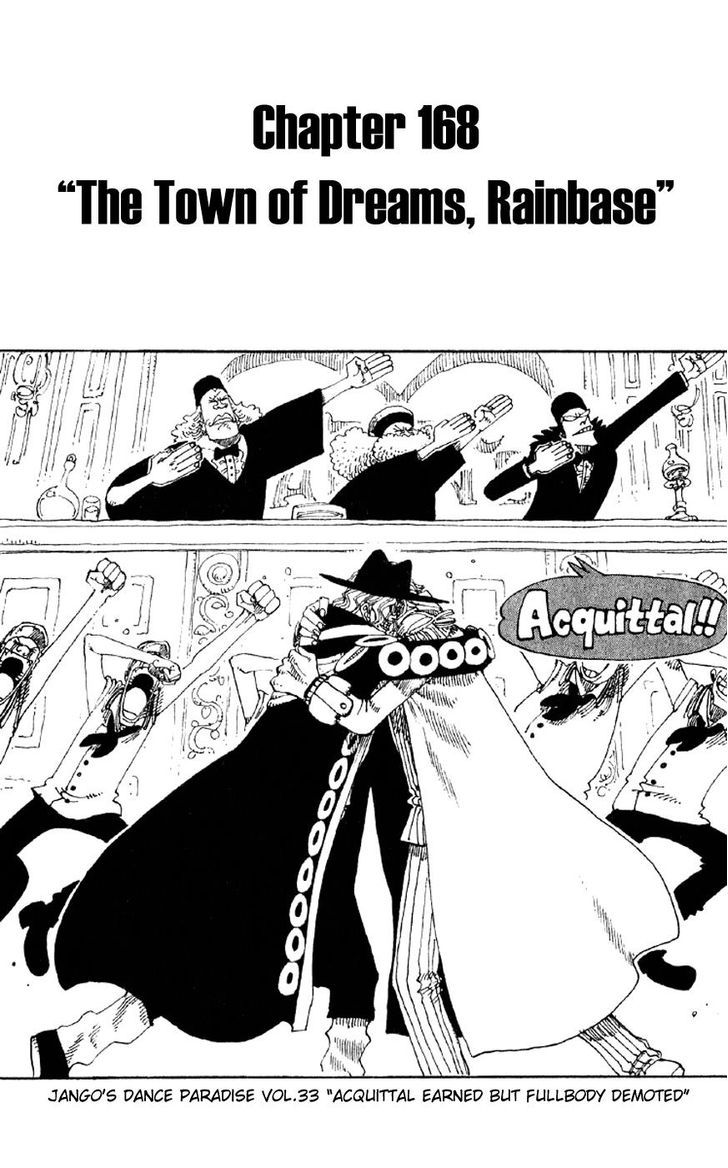 Chapter 168
“The Town of Dreams, Rainbase”
Acquittal!!
JANGO'S DANCE PARADISE VOL.33 "ACQUITTAL EARNED BUT FULLBODY DEMOTED"